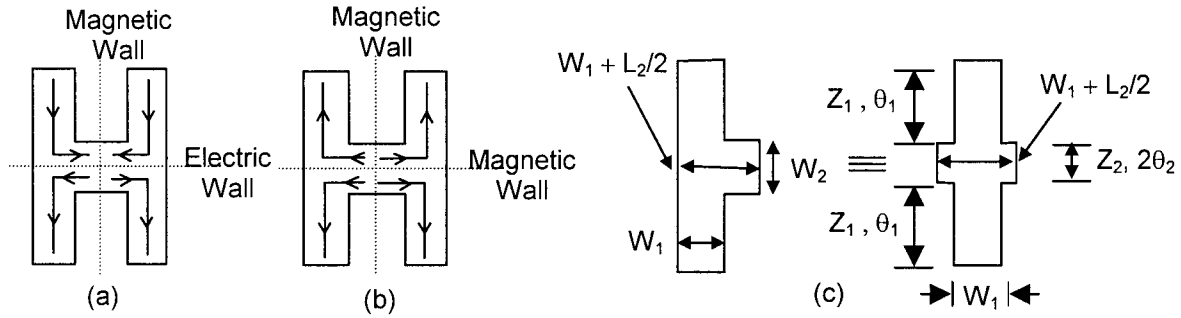 Magnetic
Wall
Electric
Wall
(a)
Magnetic
Wall
Magnetic
Wall
(b)
W₁ + L₂/2
W₂
W₁
≡
Z₁ , θ₁
W₁ + L₂/2
Z₂, 2θ₂
Z₁ , θ₁
W₁
(c)